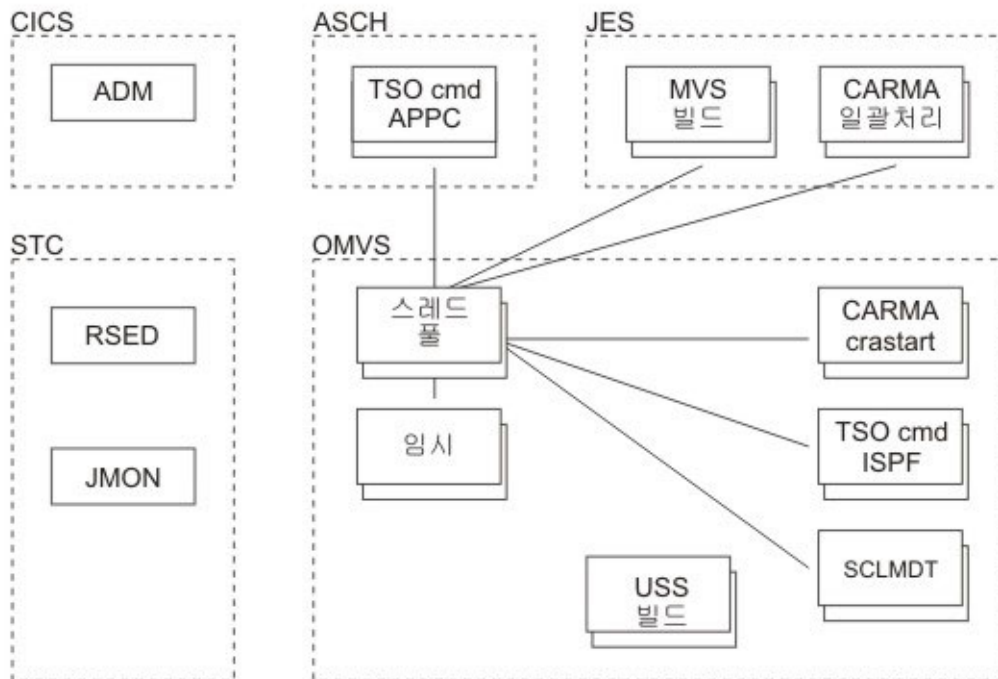 CICS
ADM
ASCH
TSO cmd
APPC
JES
MVS
빌드
CARMA
일괄처리
STC
RSED
JMON
OMVS
스레드
풀
임시
CARMA
crastart
TSO cmd
ISPF
SCLMDT
USS
빌드